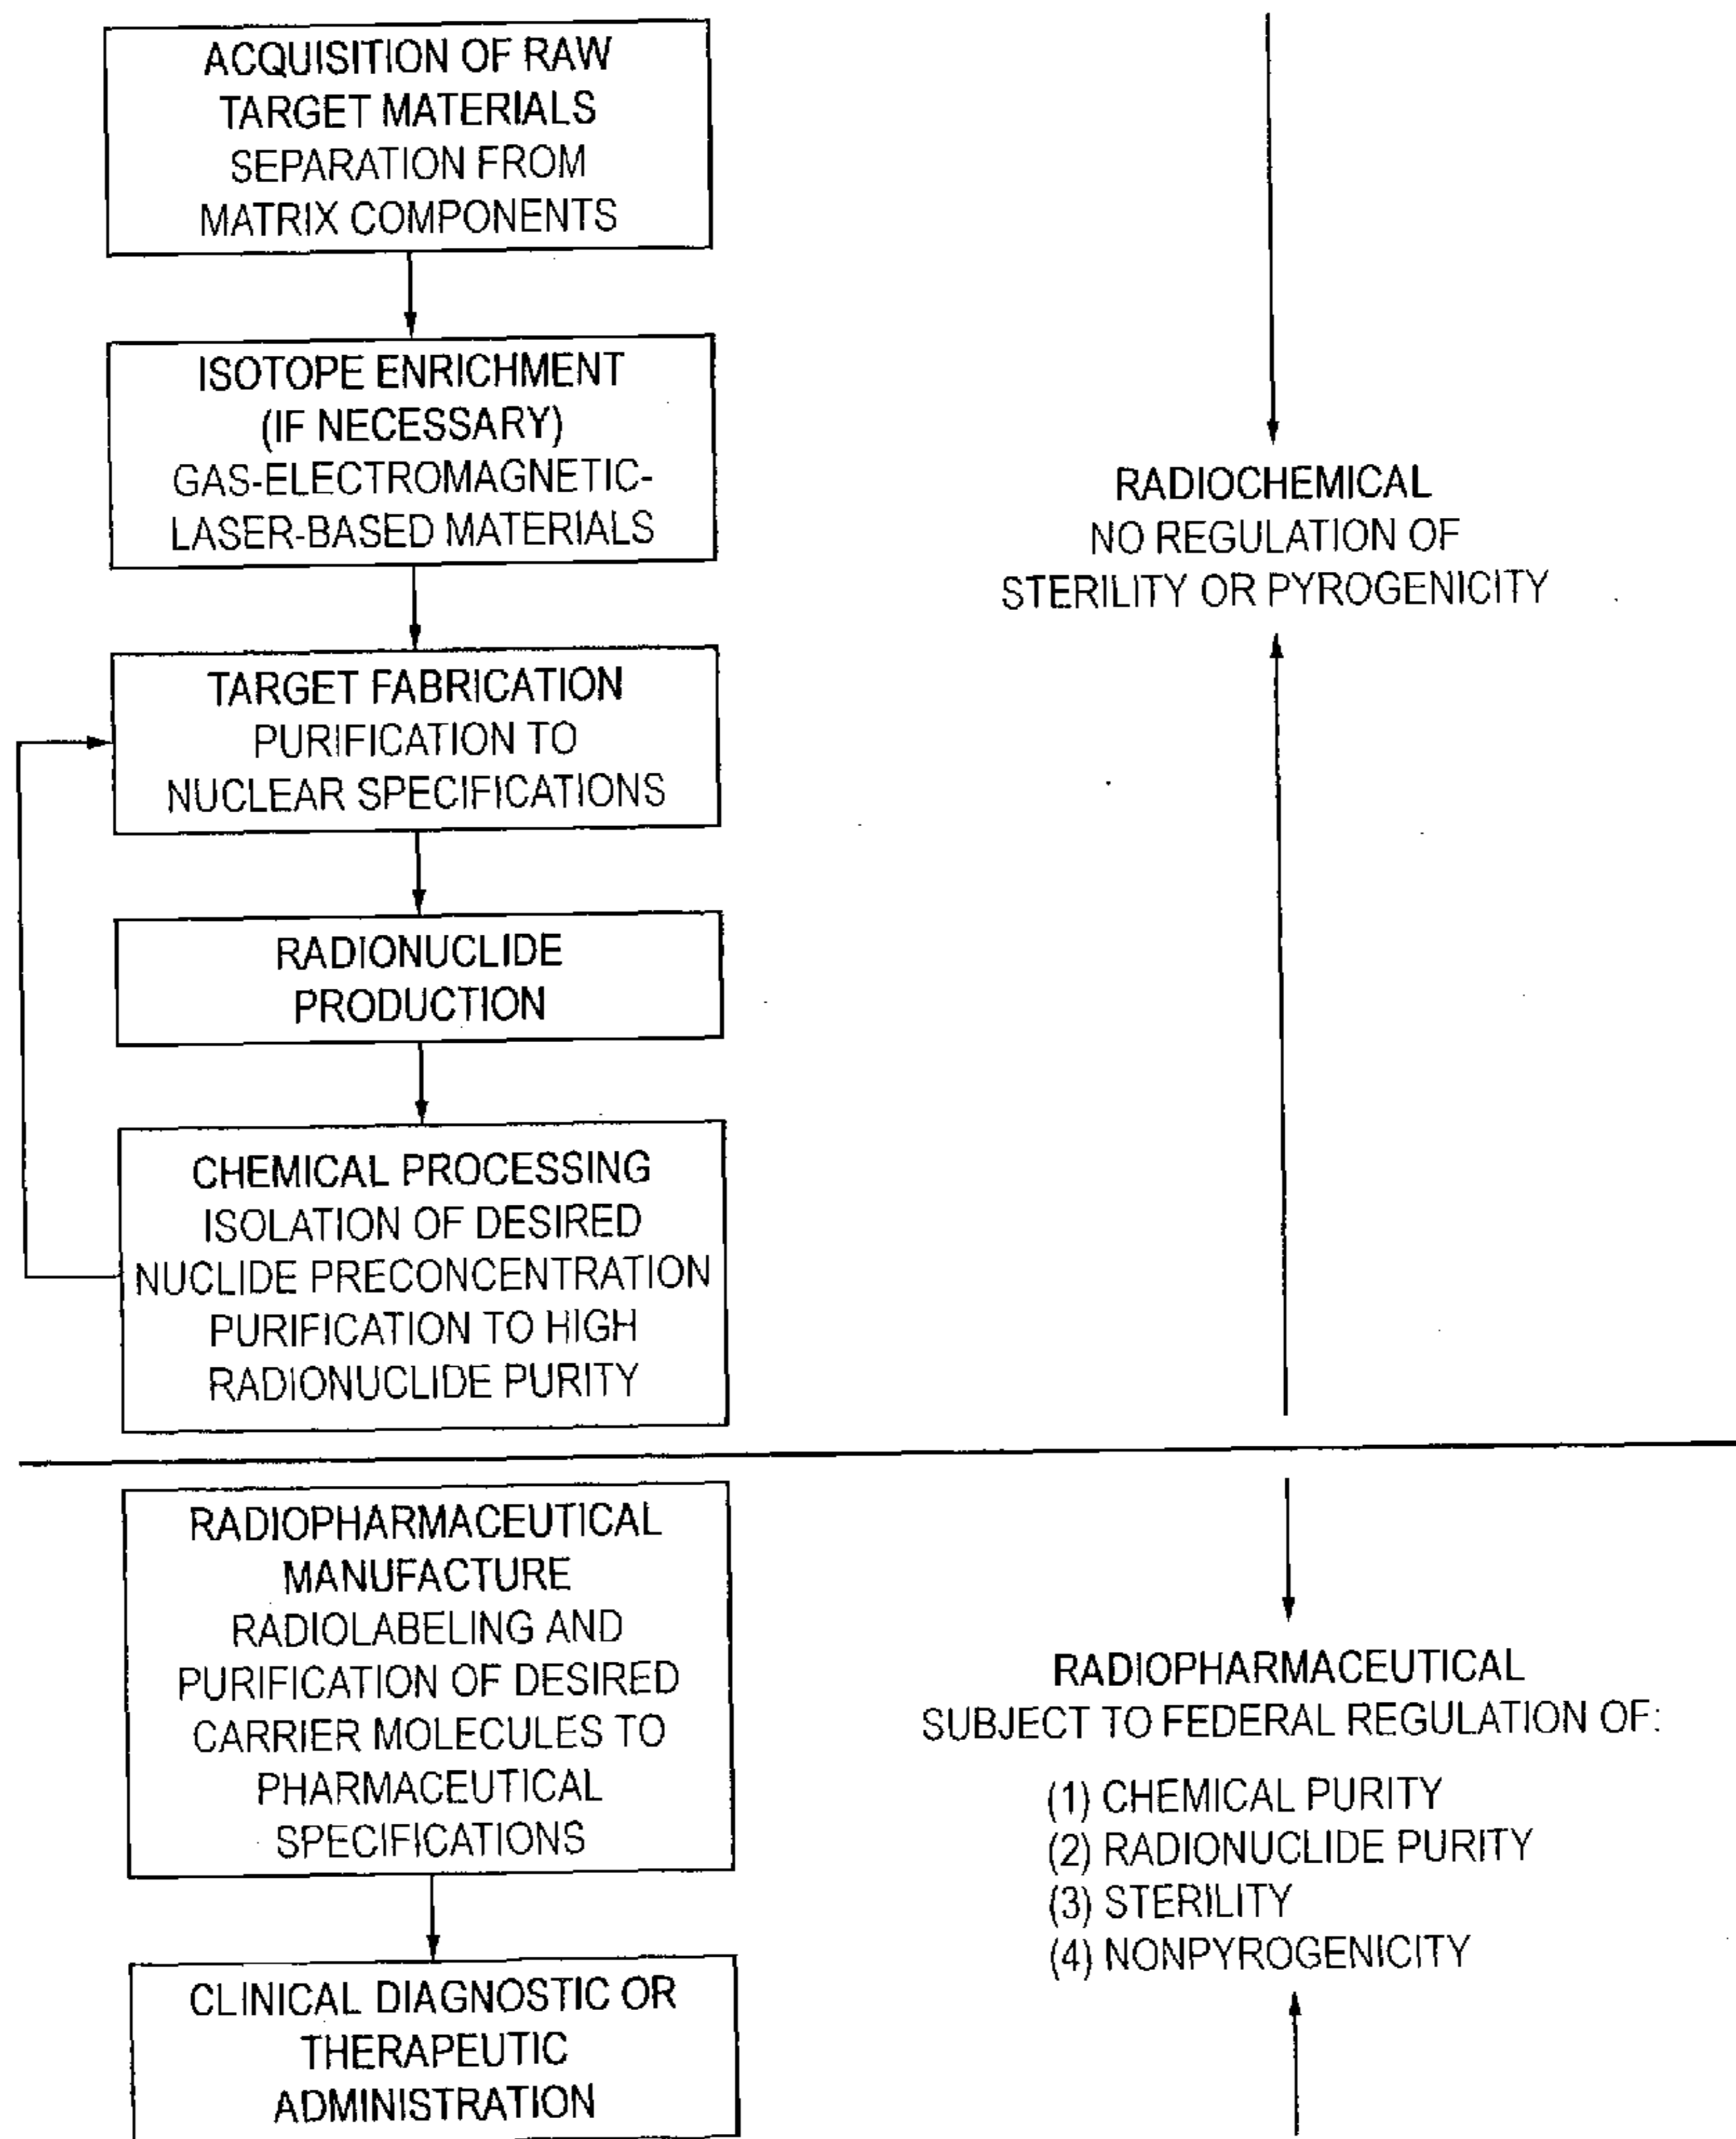 ACQUISITION OF RAW
TARGET MATERIALS
SEPARATION FROM
MATRIX COMPONENTS
ISOTOPE ENRICHMENT
(IF NECESSARY)
GAS-ELECTROMAGNETIC-
LASER-BASED MATERIALS
TARGET FABRICATION
PURIFICATION TO
NUCLEAR SPECIFICATIONS
RADIONUCLIDE
PRODUCTION
CHEMICAL PROCESSING
ISOLATION OF DESIRED
NUCLIDE PRECONCENTRATION
PURIFICATION TO HIGH
RADIONUCLIDE PURITY
RADIOCHEMICAL
NO REGULATION OF
STERILITY OR PYROGENICITY
RADIOPHARMACEUTICAL
MANUFACTURE
RADIOLABELING AND
PURIFICATION OF DESIRED
CARRIER MOLECULES TO
PHARMACEUTICAL
SPECIFICATIONS
CLINICAL DIAGNOSTIC OR
THERAPEUTIC
ADMINISTRATION
RADIOPHARMACEUTICAL
SUBJECT TO FEDERAL REGULATION OF:
(1) CHEMICAL PURITY
(2) RADIONUCLIDE PURITY
(3) STERILITY
(4) NONPYROGENICITY